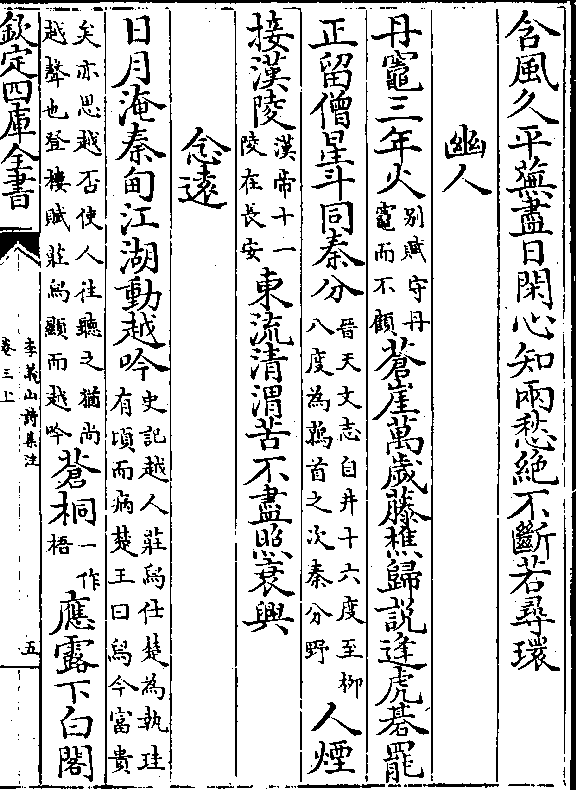 含風久平蕪盡日閑心知兩愁絶不斷若尋環
幽人
丹竈三年火别賦守丹竈而不顧蒼崖萬歲藤樵歸説逢虎碁罷
正留僧星斗同秦分晉天文志自井十六度至柳八度為鶉首之次秦分野人煙
接漢陵漢帝十一陵在長安東流清渭苦不盡照衰興
念逺
日月淹秦甸江湖動越吟史記越人莊舄仕楚為執珪有頃而病楚王曰舄今富貴
矣亦思越否使人往聽之猶尚越聲也登樓賦莊舄顯而越吟蒼桐一作梧應露下白閣
欽定四庫全書
李義山詩集注
卷三上
五